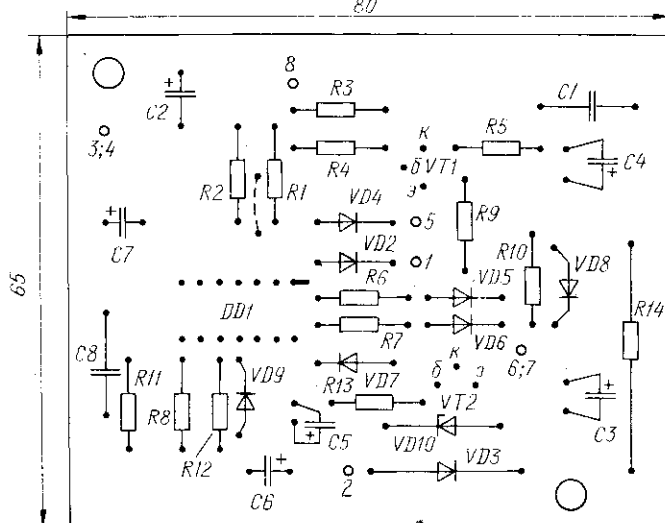 80
8
R3
C1
C2
К
R5
3;4
R4
б
VT1
C4
Э
R2
R1
VD4
5
R9
C7
VD2
1
R10
VD8
65
R6
VD5
DD1
R14
R7
VD6
C8
R11
VD9
R13
VD7
К
б
Э
6;7
R8
VT2
C3
R12
C5
VD10
VD3
C6
2